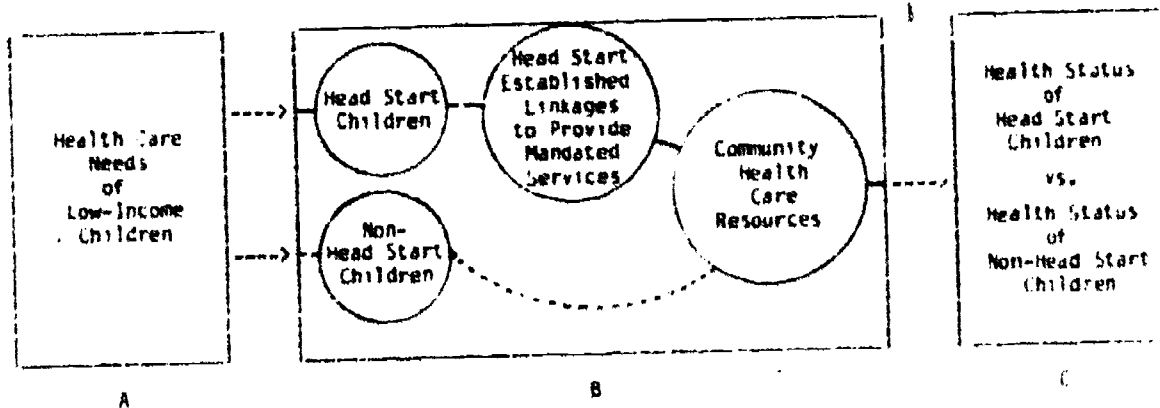 Health Care
Needs
of
Low-Income
Children
A
Head Start
Children
Non-
Head Start
Children
Head Start
Established
Linkages
to Provide
Mandated
Services
Community
Health
Care
Resources
B
Health Status
of
Head Start
Children
vs.
Health Status
of
Non-Head Start
Children
C